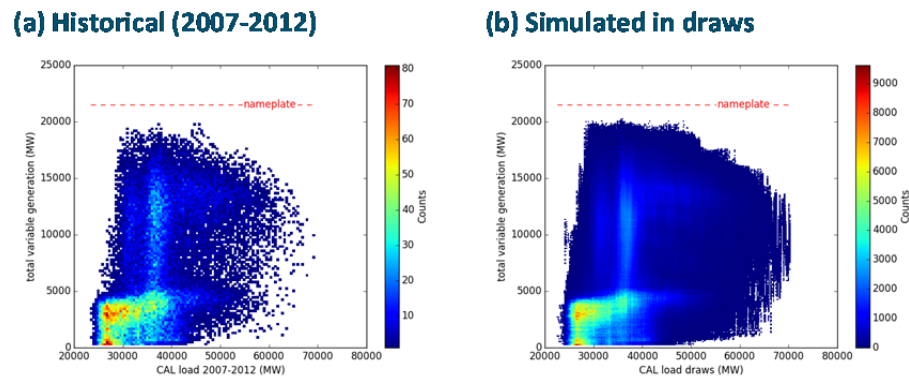 (a) Historical (2007-2012)
(b) Simulated in draws
25000
20000
15000
10000
5000
0
total variable generation (MW)
nameplate
20000 30000 40000 50000 60000 70000 80000
CAL load 2007-2012 (MW)
80
70
60
50
40
30
20
10
Counts
25000
20000
15000
10000
5000
0
total variable generation (MW)
nameplate
20000 30000 40000 50000 60000 70000 80000
CAL load draws (MW)
9000
8000
7000
6000
5000
4000
3000
2000
1000
0
Counts